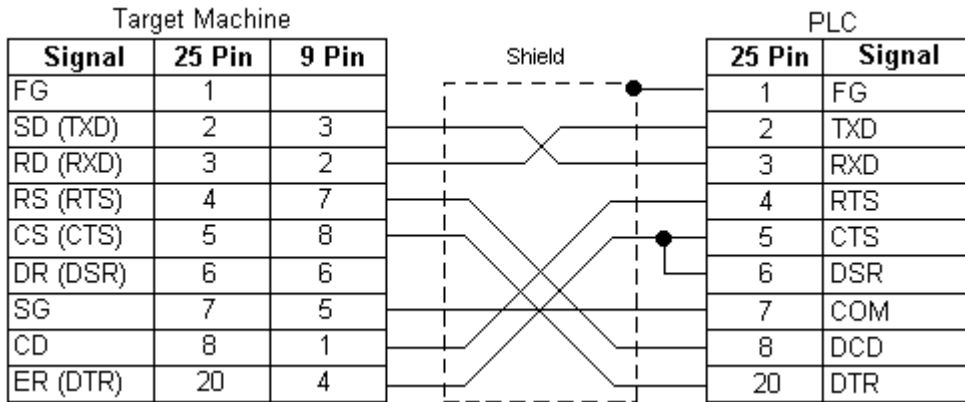 Target Machine PLC
Signal 25 Pin 9 Pin Shield 25 Pin Signal
FG 1 1 FG
SD (TXD) 2 3 2 TXD
RD (RXD) 3 2 3 RXD
RS (RTS) 4 7 4 RTS
CS (CTS) 5 8 5 CTS
DR (DSR) 6 6 6 DSR
SG 7 5 7 COM
CD 8 1 8 DCD
ER (DTR) 20 4 20 DTR